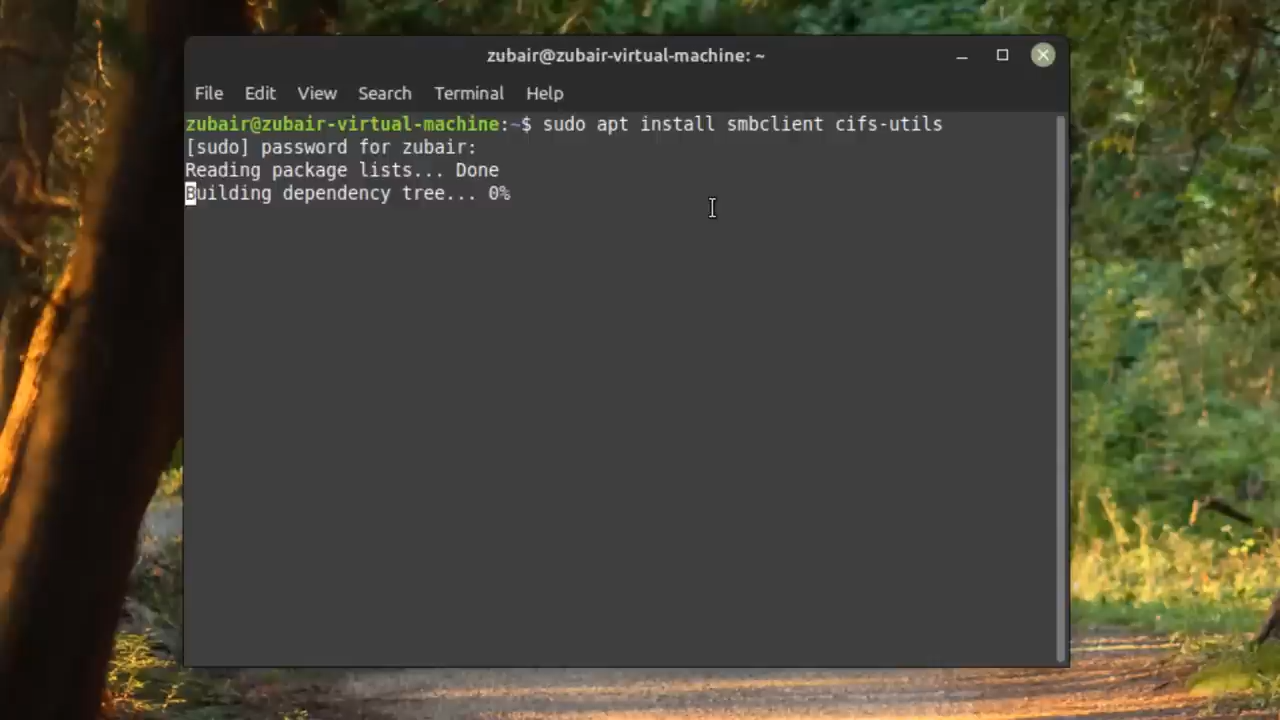 zubair@zubair-virtual-machine: ~
File Edit View Search Terminal Help
zubair@zubair-virtual-machine:~$ sudo apt install smbclient cifs-utils
[sudo] password for zubair:
Reading package lists... Done
Building dependency tree... 0%